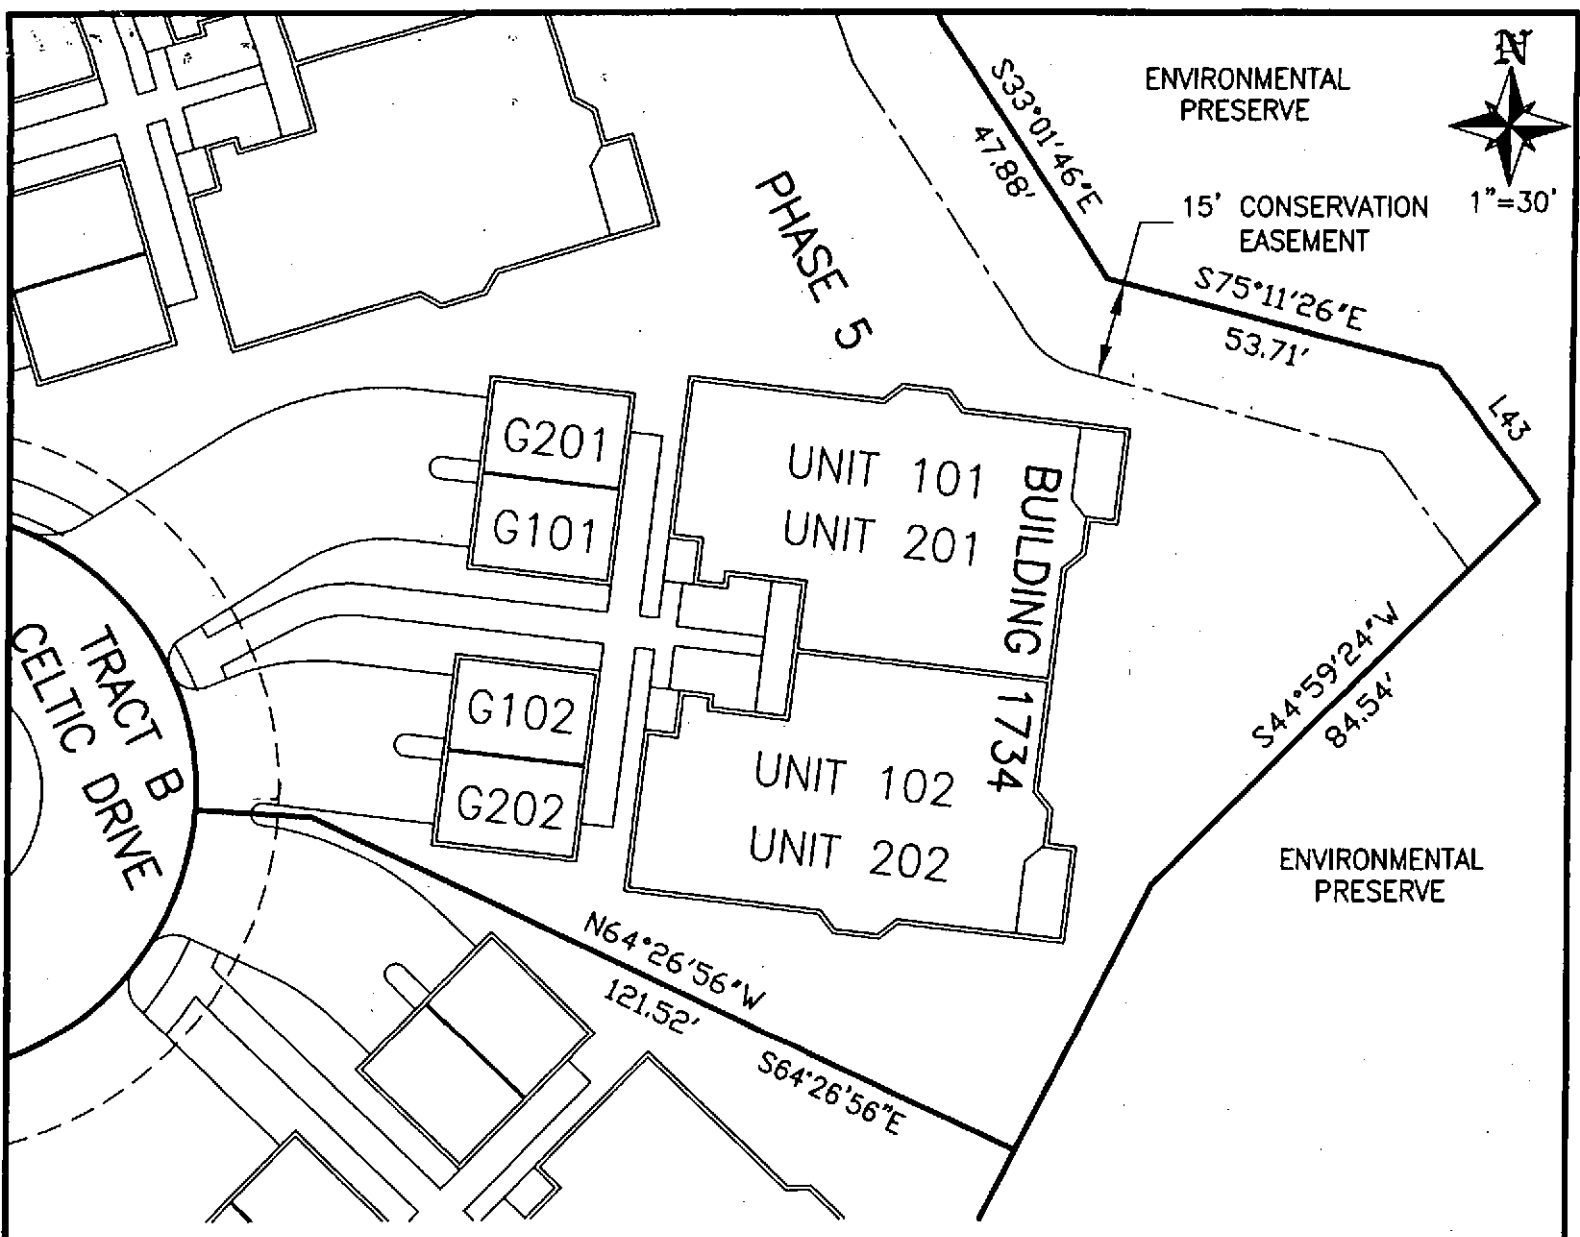 N
1"=30'
ENVIRONMENTAL
PRESERVE
S33°01'46"E
47.88'
15' CONSERVATION
EASEMENT
S75°11'26"E
53.71'
L43
PHASE 5
G201
G101
UNIT 101
UNIT 201
BUILDING 1734
G102
G202
UNIT 102
UNIT 202
TRACT B
CELTIC DRIVE
S44°59'24"W
84.54'
ENVIRONMENTAL
PRESERVE
N64°26'56"W
121.52'
S64°26'56"E